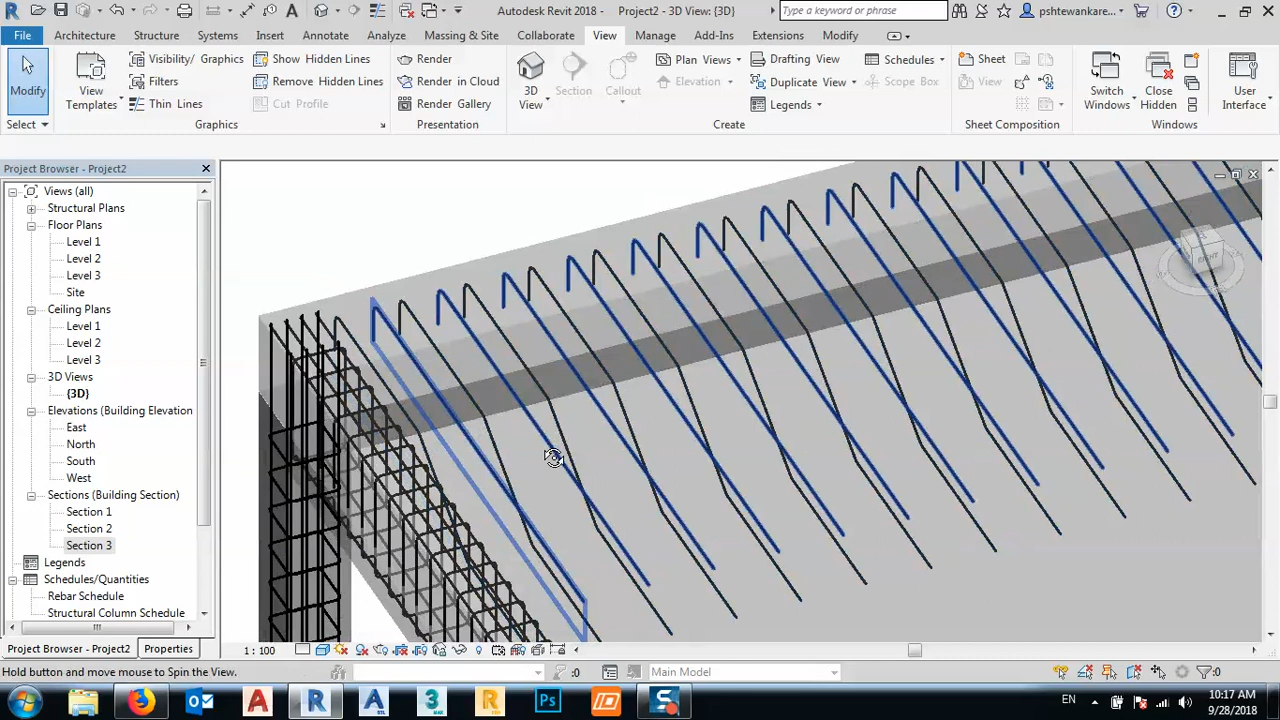 Autodesk Revit 2018 - Project2 - 3D View: {3D}
Type a keyword or phrase
pshtewankare...
File Architecture Structure Systems Insert Annotate Analyze Massing & Site Collaborate View Manage Add-Ins Extensions Modify
Modify
Select
View Templates
Visibility/ Graphics
Filters
Thin Lines
Show Hidden Lines
Remove Hidden Lines
Cut Profile
Graphics
Render
Render in Cloud
Render Gallery
Presentation
3D View
Section
Callout
Plan Views
Elevation
Drafting View
Duplicate View
Legends
Schedules
Scope Box
Create
Sheet
View
Sheet Composition
Switch Windows
Close Hidden
User Interface
Windows
Project Browser - Project2
Views (all)
Structural Plans
Floor Plans
Level 1
Level 2
Level 3
Site
Ceiling Plans
Level 1
Level 2
Level 3
3D Views
{3D}
Elevations (Building Elevation
East
North
South
West
Sections (Building Section)
Section 1
Section 2
Section 3
Legends
Schedules/Quantities
Rebar Schedule
Structural Column Schedule
Project Browser - Project2 Properties
RIGHT
1 : 100
Hold button and move mouse to Spin the View.
:0
Main Model
:0
EN
10:17 AM
9/28/2018